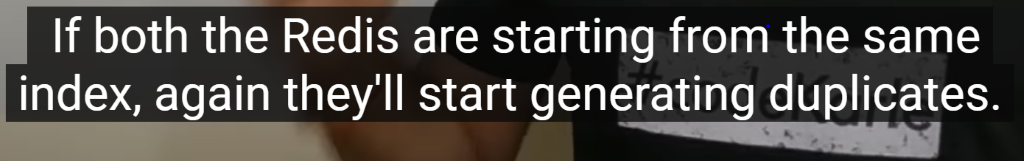 If both the Redis are starting from the same
index, again they'll start generating duplicates.